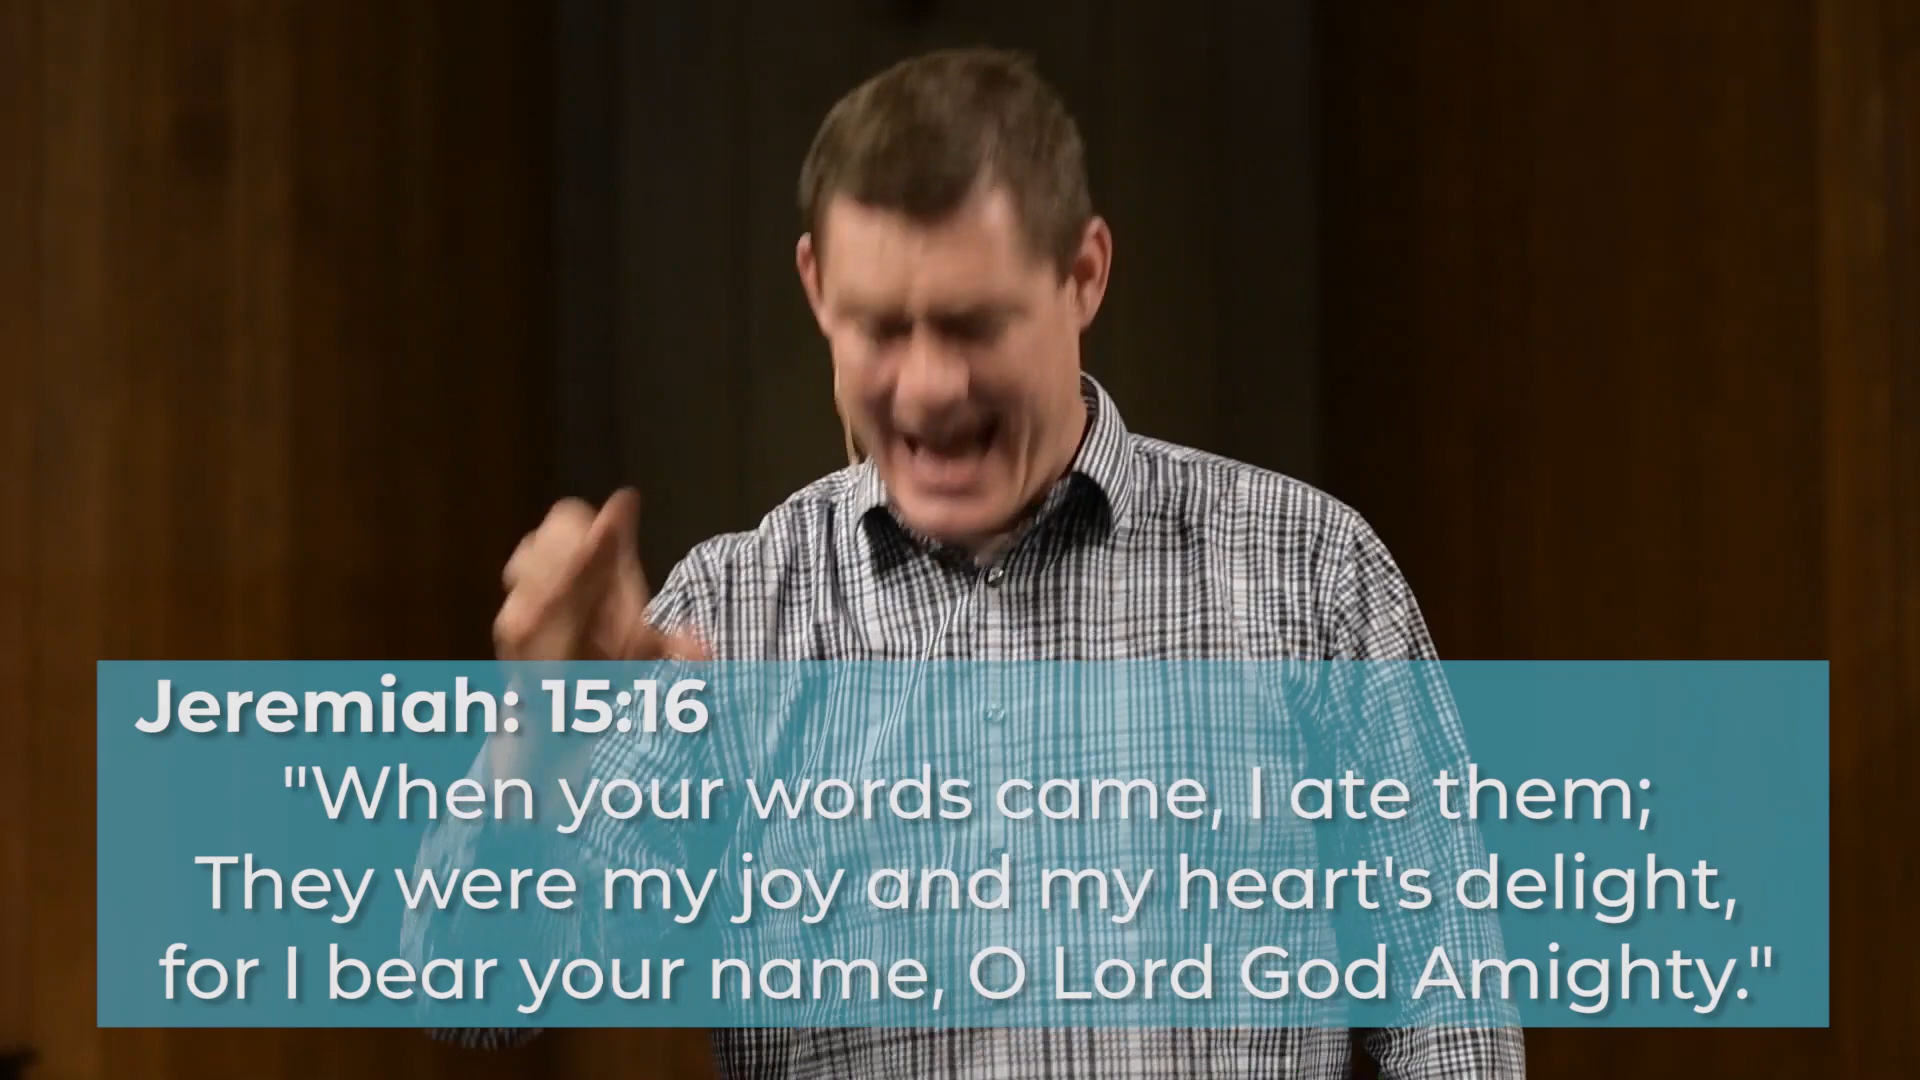 Jeremiah: 15:16
"When your words came, I ate them;
They were my joy and my heart's delight,
for I bear your name, O Lord God Amighty."